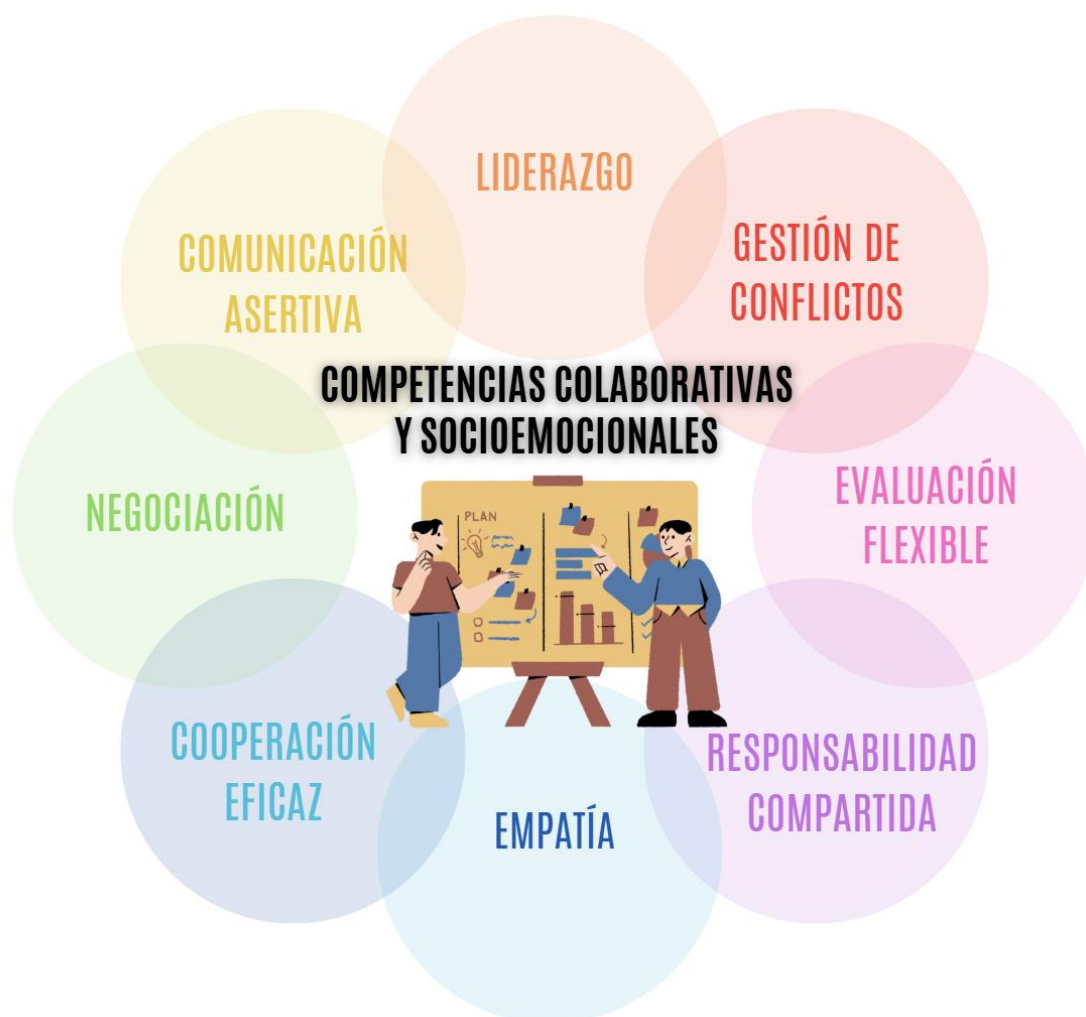 LIDERAZGO
COMUNICACIÓN
ASERTIVA
GESTIÓN DE
CONFLICTOS
COMPETENCIAS COLABORATIVAS
Y SOCIOEMOCIONALES
NEGOCIACIÓN
EVALUACIÓN
FLEXIBLE
PLAN
COOPERACIÓN
EFICAZ
EMPATÍA
RESPONSABILIDAD
COMPARTIDA